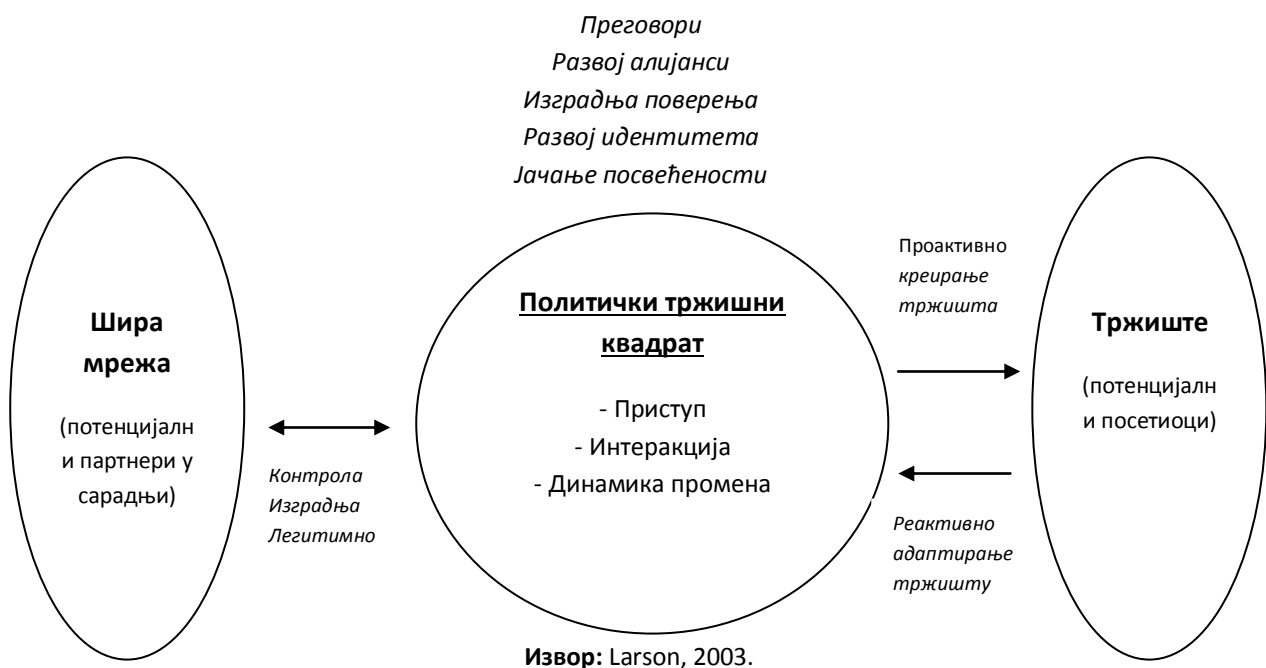 Преговори
Развој алијанси
Изградња поверења
Развој идентитета
Јачање посвећености
Шира
мрежа
(потенцијалн
и партнери у
сарадњи)
Контрола
Изградња
Легитимно
Политички тржишни
квадрат
- Приступ
- Интеракција
- Динамика промена
Проактивно
креирање
тржишта
Реактивно
адаптирање
тржишту
Тржиште
(потенцијалн
и посетиоци)
Извор: Larson, 2003.